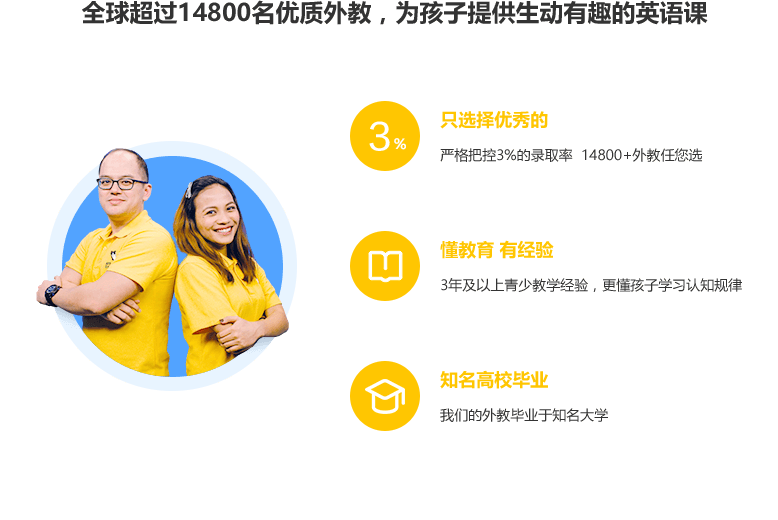 全球超过14800名优质外教，为孩子提供生动有趣的英语课
3%
只选择优秀的
严格把控3%的录取率 14800+外教任您选
懂教育 有经验
3年及以上青少教学经验，更懂孩子学习认知规律
知名高校毕业
我们的外教毕业于知名大学